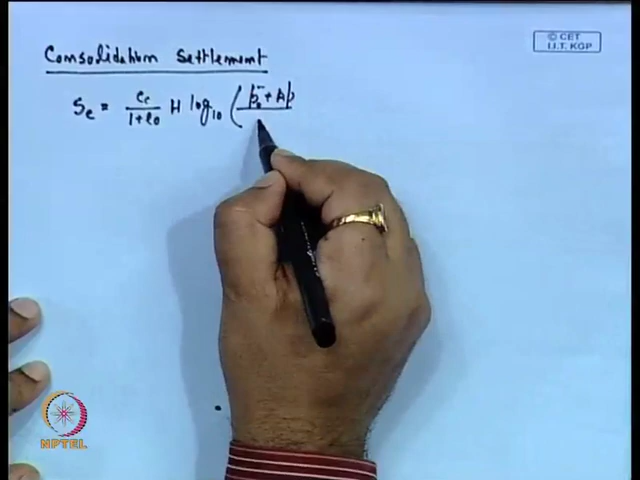 © CET
I.I.T. KGP
Consolidation Settlement
Sc = Cc / 1+e0 H log10 ( p̄0 + Δp
NPTEL